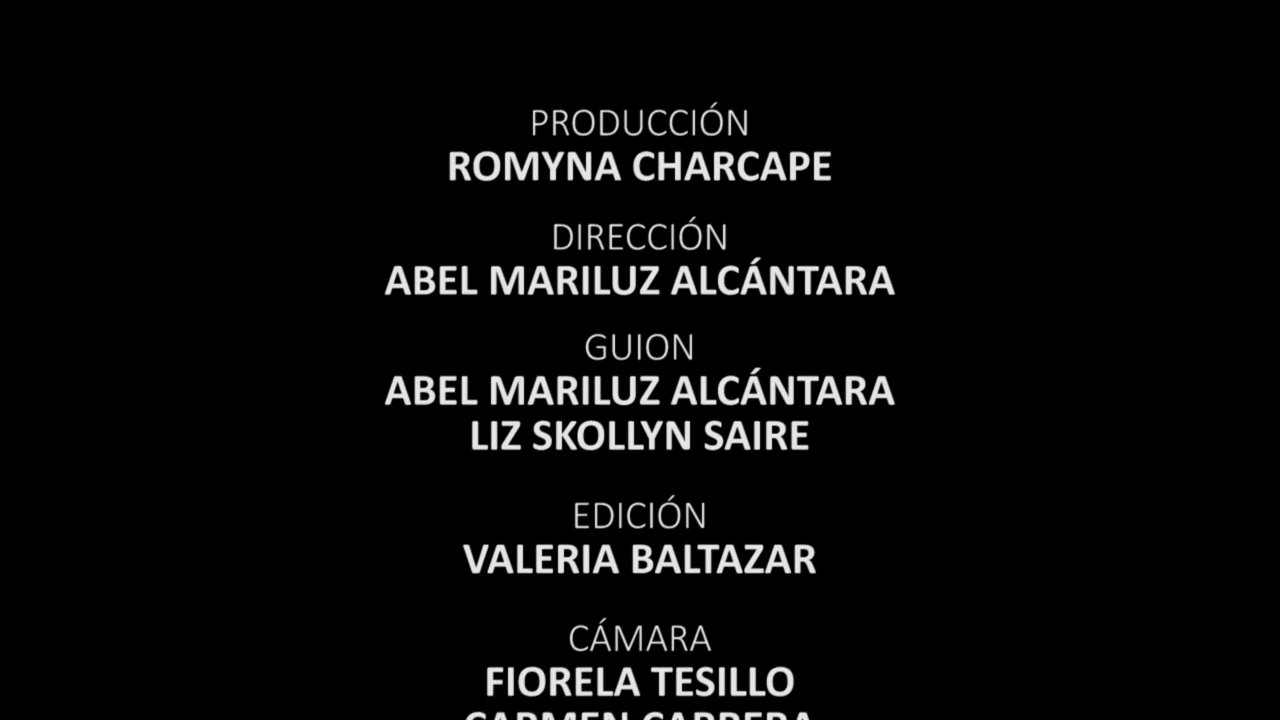 PRODUCCIÓN
ROMYNA CHARCAPE
DIRECCIÓN
ABEL MARILUZ ALCÁNTARA
GUION
ABEL MARILUZ ALCÁNTARA
LIZ SKOLLYN SAIRE
EDICIÓN
VALERIA BALTAZAR
CÁMARA
FIORELA TESILLO